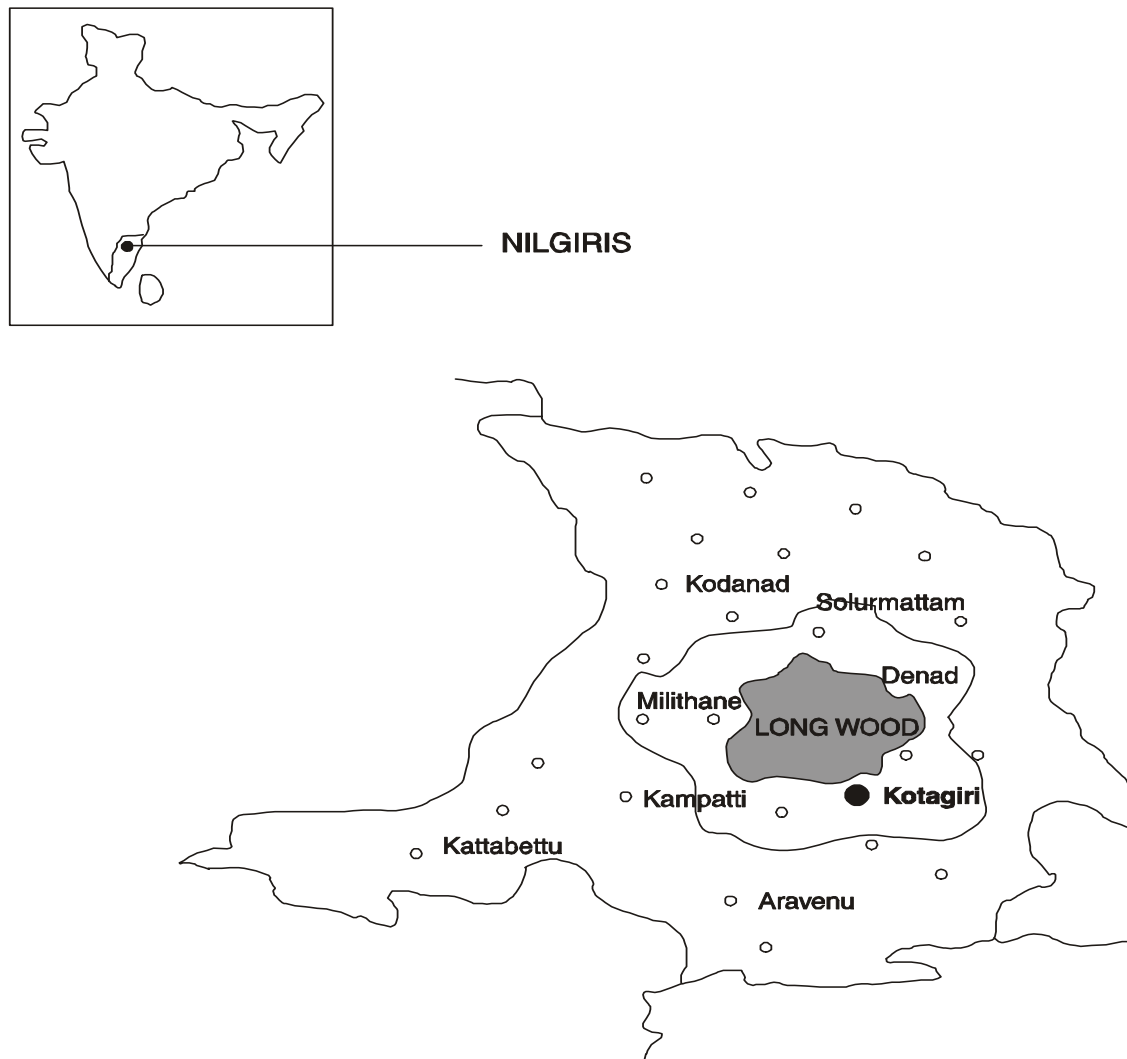 NILGIRIS
Kodanad
Solurmattam
Denad
Milithane
LONG WOOD
Kampatti
Kotagiri
Kattabettu
Aravenu